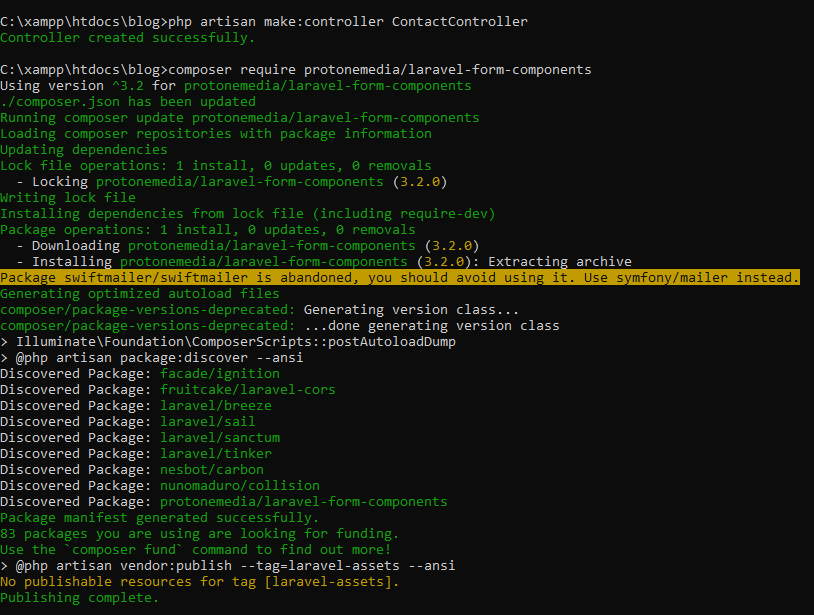 C:\xampp\htdocs\blog>php artisan make:controller ContactController
Controller created successfully.
C:\xampp\htdocs\blog>composer require protonemedia/laravel-form-components
Using version ^3.2 for protonemedia/laravel-form-components
./composer.json has been updated
Running composer update protonemedia/laravel-form-components
Loading composer repositories with package information
Updating dependencies
Lock file operations: 1 install, 0 updates, 0 removals
  - Locking protonemedia/laravel-form-components (3.2.0)
Writing lock file
Installing dependencies from lock file (including require-dev)
Package operations: 1 install, 0 updates, 0 removals
  - Downloading protonemedia/laravel-form-components (3.2.0)
  - Installing protonemedia/laravel-form-components (3.2.0): Extracting archive
Package swiftmailer/swiftmailer is abandoned, you should avoid using it. Use symfony/mailer instead.
Generating optimized autoload files
composer/package-versions-deprecated: Generating version class...
composer/package-versions-deprecated: ...done generating version class
> Illuminate\Foundation\ComposerScripts::postAutoloadDump
> @php artisan package:discover --ansi
Discovered Package: facade/ignition
Discovered Package: fruitcake/laravel-cors
Discovered Package: laravel/breeze
Discovered Package: laravel/sail
Discovered Package: laravel/sanctum
Discovered Package: laravel/tinker
Discovered Package: nesbot/carbon
Discovered Package: nunomaduro/collision
Discovered Package: protonemedia/laravel-form-components
Package manifest generated successfully.
83 packages you are using are looking for funding.
Use the `composer fund` command to find out more!
> @php artisan vendor:publish --tag=laravel-assets --ansi
No publishable resources for tag [laravel-assets].
Publishing complete.